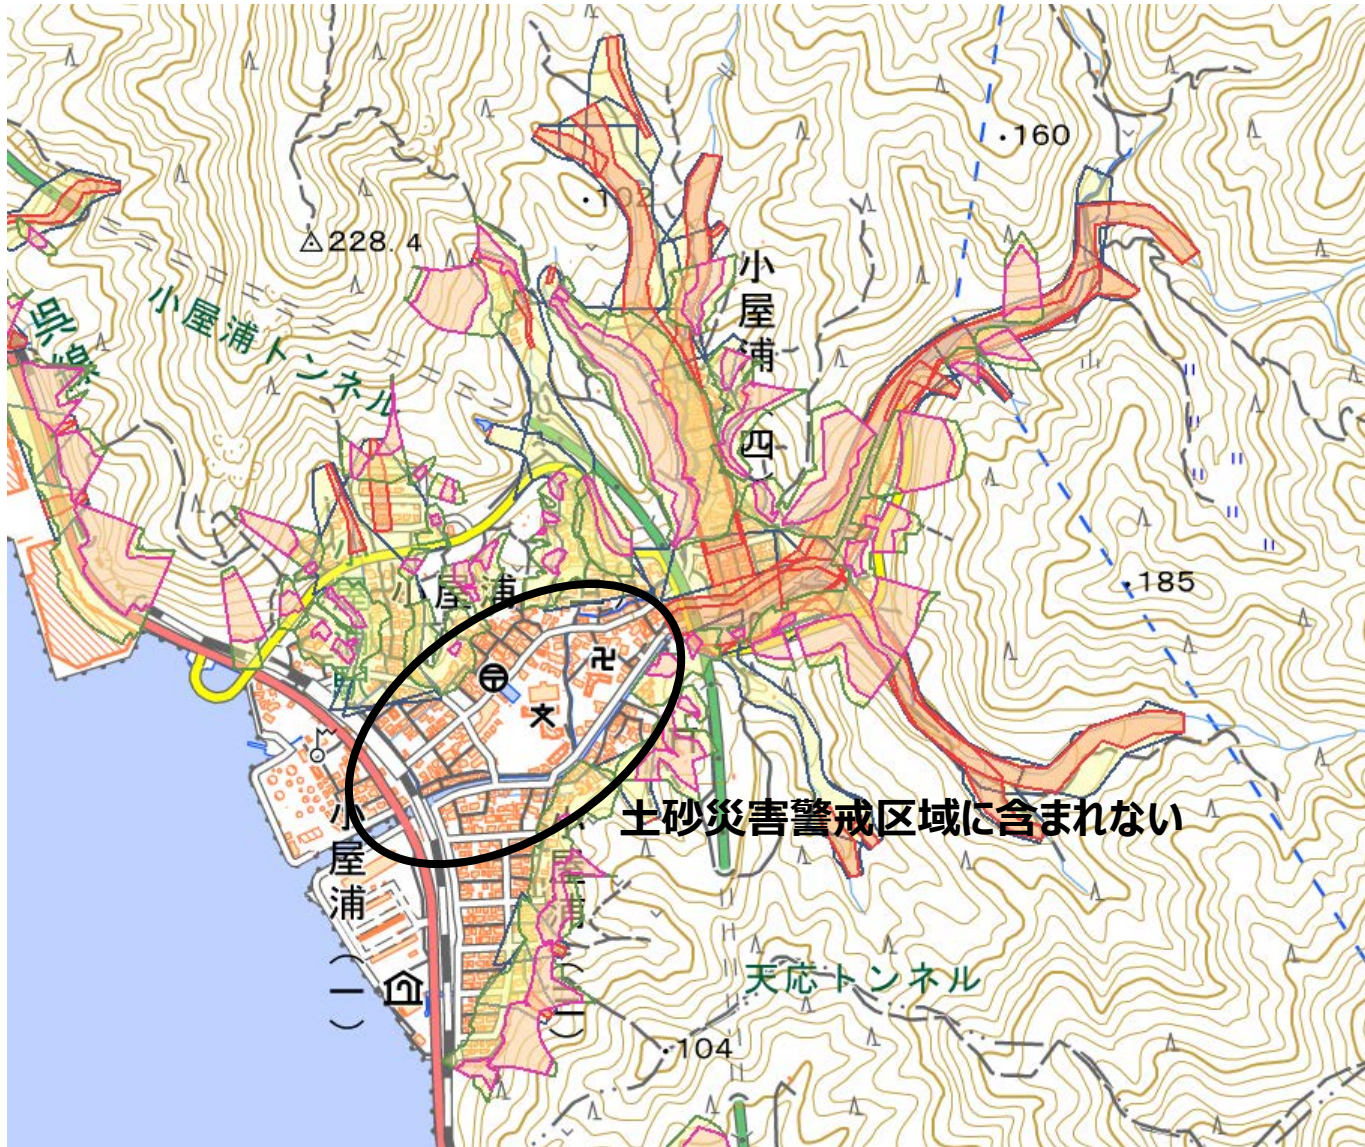 ・160
・102
228.4
小屋浦
（四）
小屋浦トンネル
呉線
小屋浦
・185
土砂災害警戒区域に含まれない
小屋浦
（一）
天応トンネル
・104